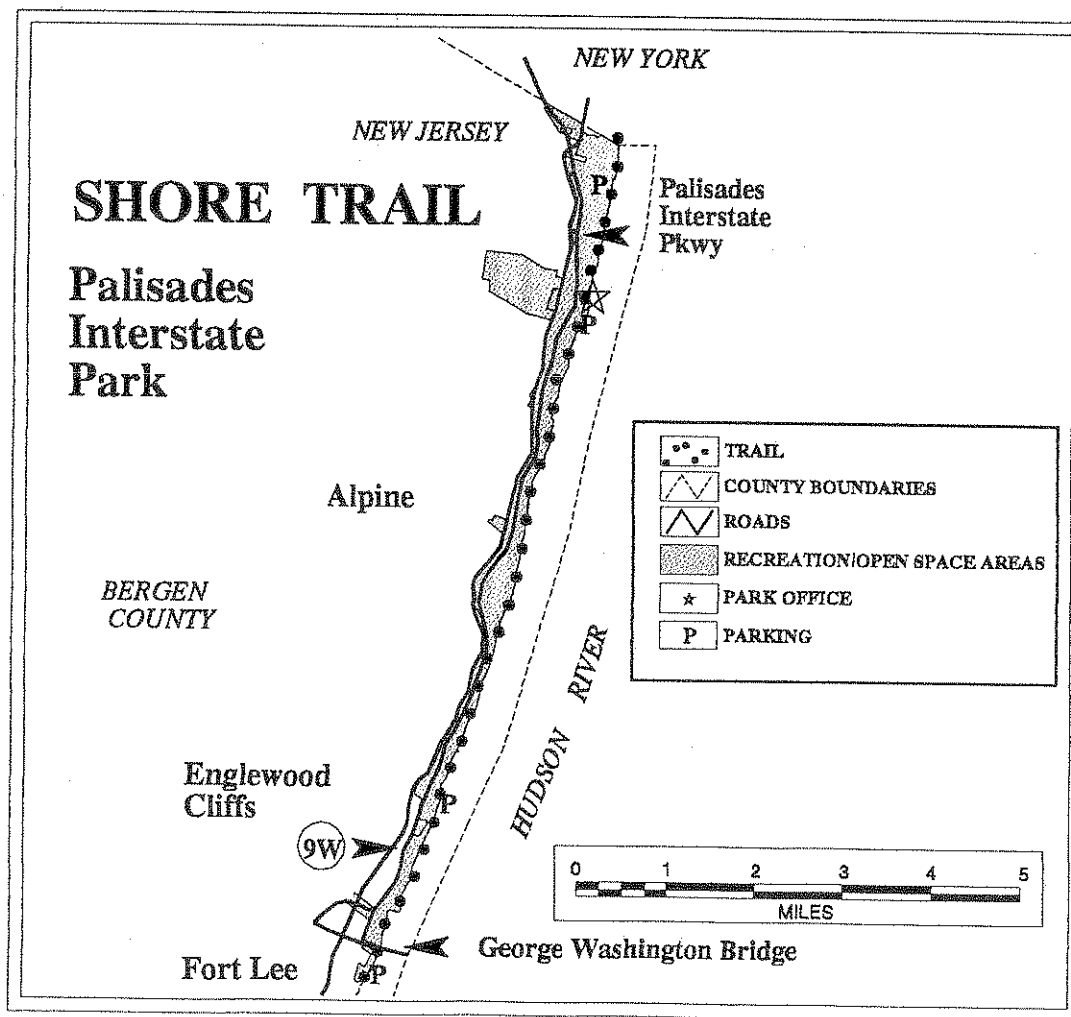 NEW YORK
NEW JERSEY
SHORE TRAIL
Palisades
Interstate
Park
P
Palisades
Interstate
Pkwy
P
TRAIL
COUNTY BOUNDARIES
ROADS
RECREATION/OPEN SPACE AREAS
PARK OFFICE
P PARKING
Alpine
BERGEN
COUNTY
HUDSON RIVER
Englewood
Cliffs
P
9W
0 1 2 3 4 5
MILES
George Washington Bridge
Fort Lee
P